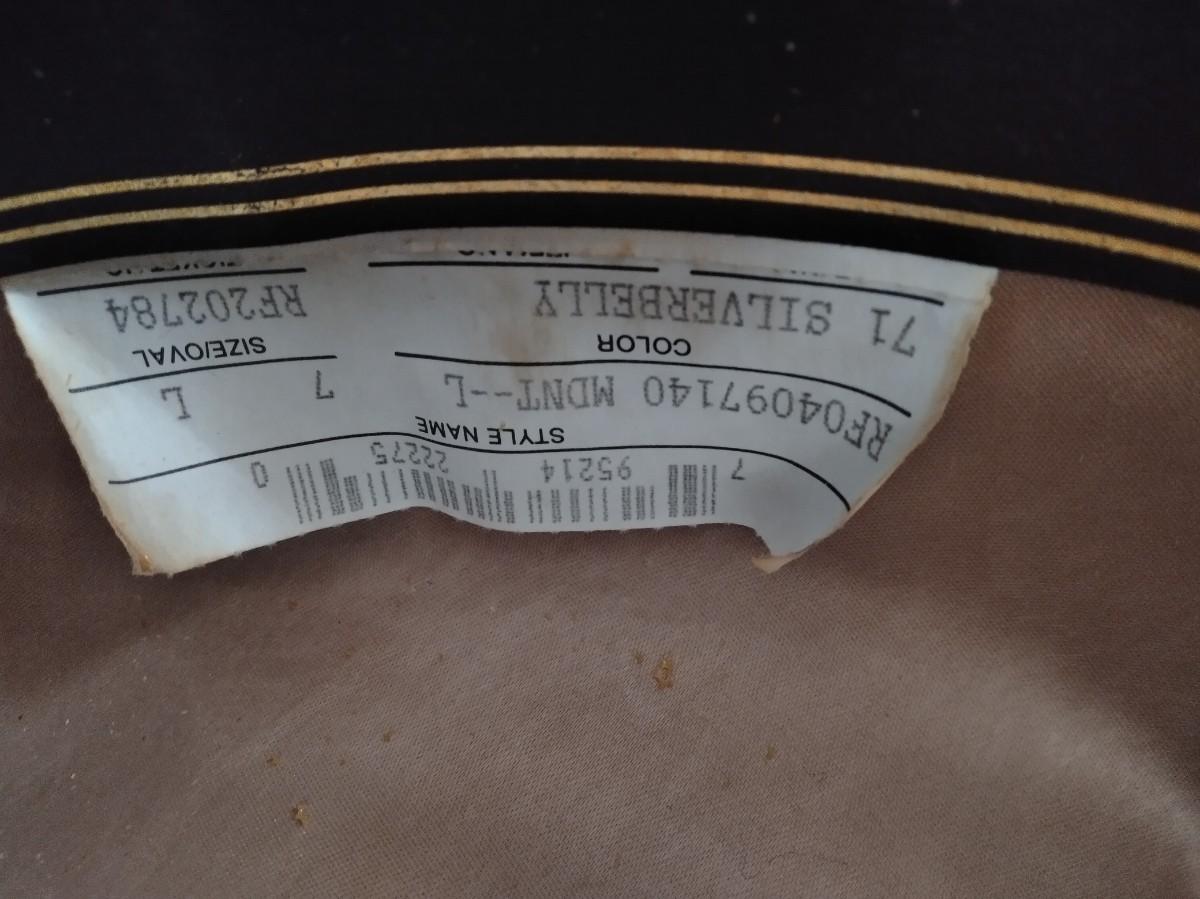 7 95214 22275 0
STYLE NAME
RF04097140 MDNT--L 7 L
COLOR SIZE/OVAL
71 SILVERBELLY RF202784